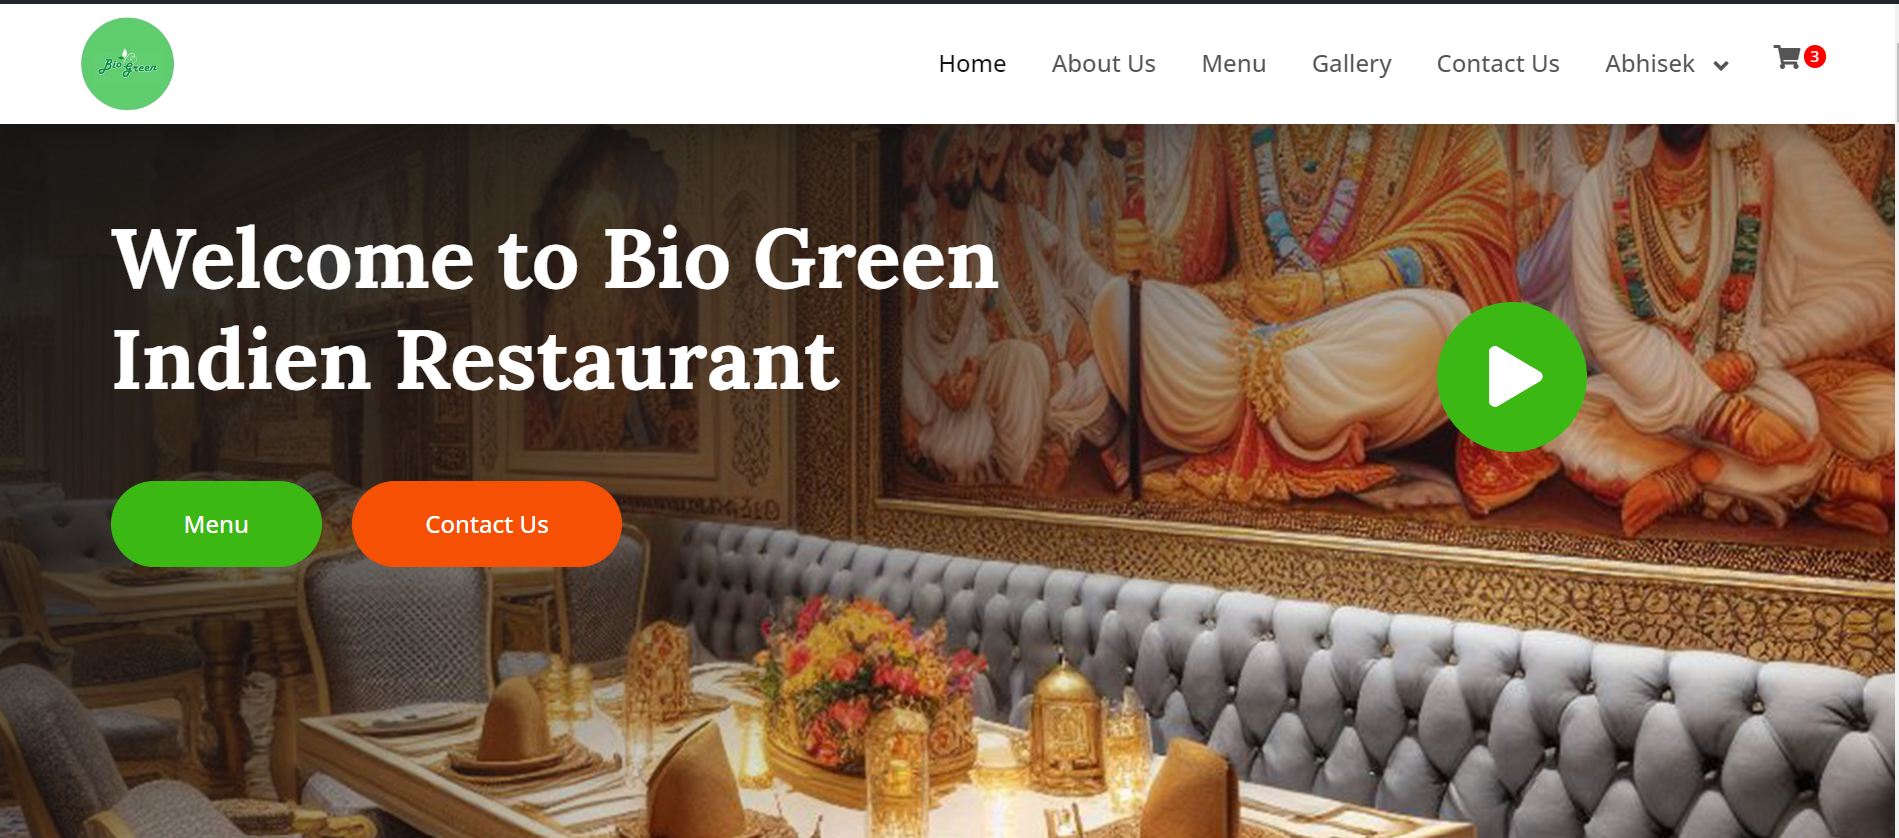 Bio Green
Home About Us Menu Gallery Contact Us Abhisek 3
Welcome to Bio Green
Indien Restaurant
Menu Contact Us